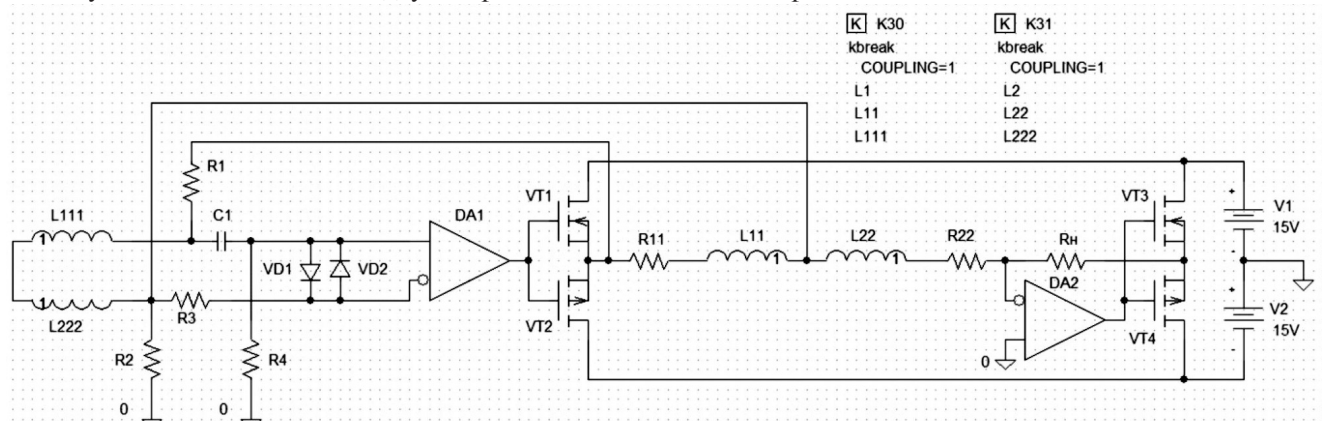 K K30
K K31
kbreak
kbreak
COUPLING=1
COUPLING=1
L1
L2
L11
L22
L111
L222
R1
L111
C1
DA1
VT1
VT3
V1
15V
+
-
R11
L11
L22
R22
Rн
VD1
VD2
1
1
1
1
L222
R3
VT2
DA2
VT4
+
V2
15V
-
R2
R4
0
0
0